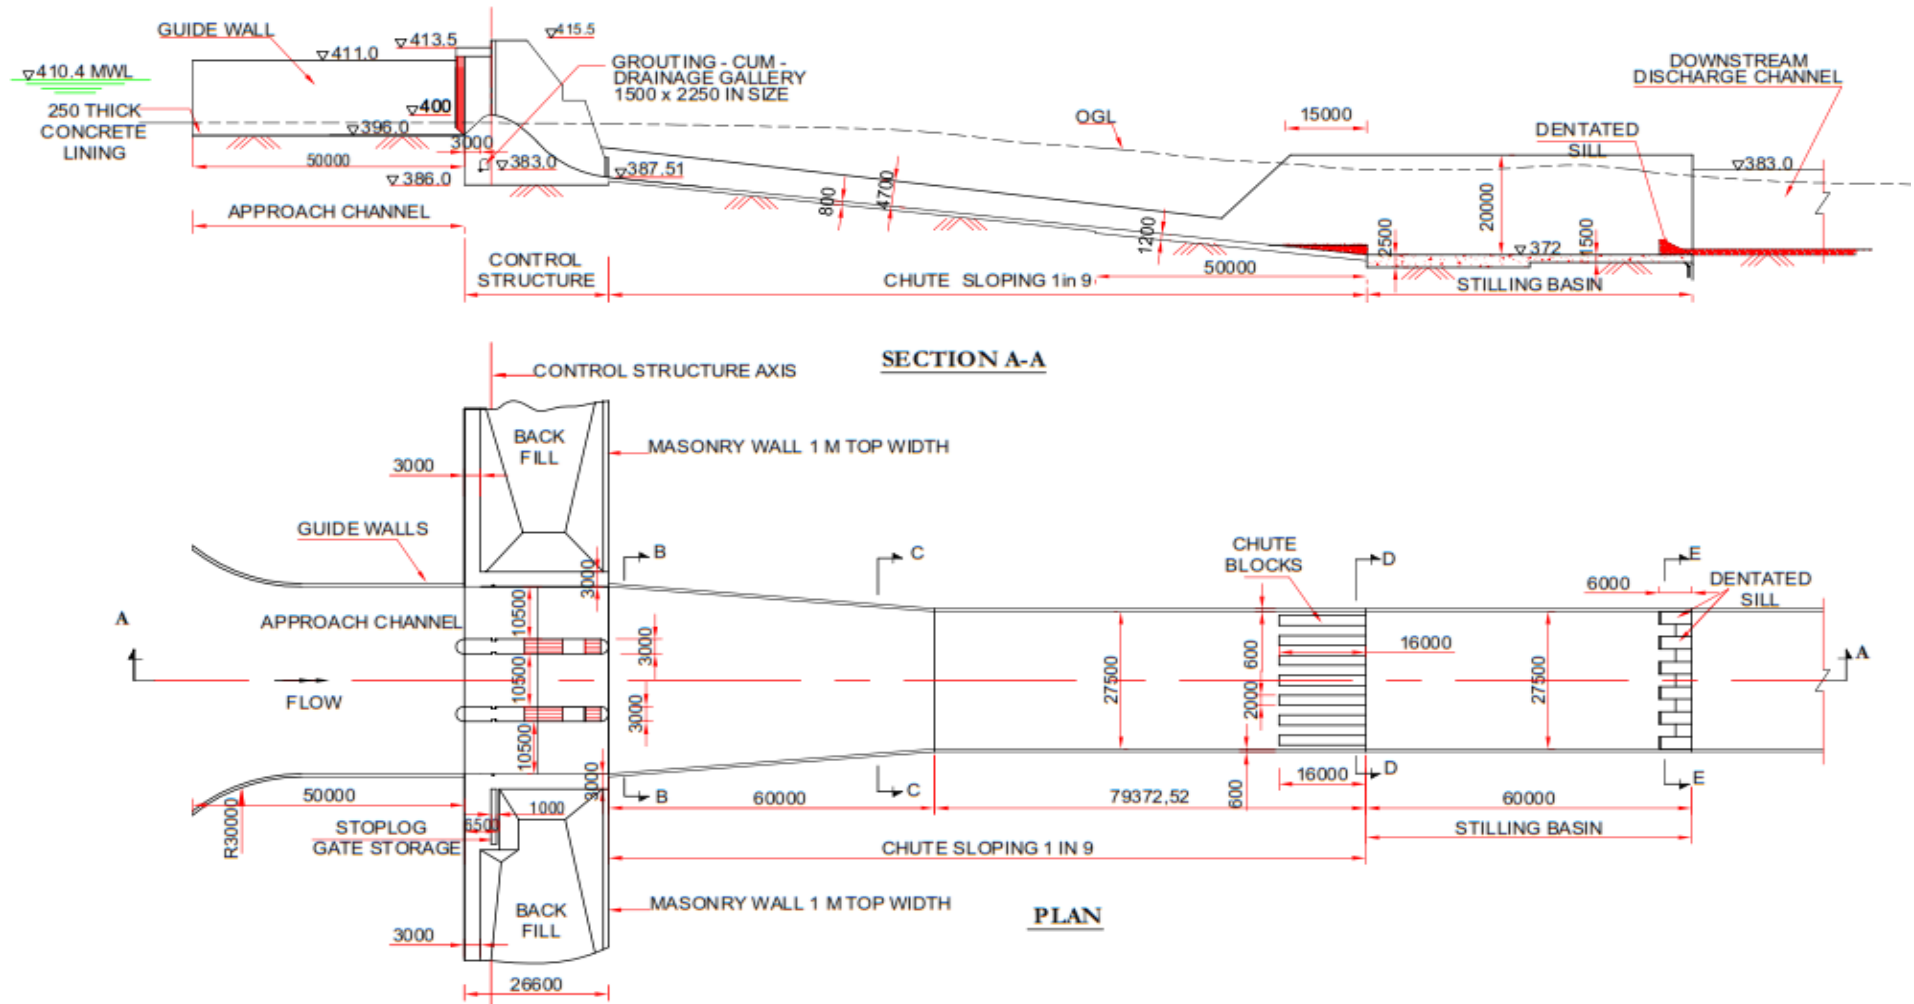 GUIDE WALL
411.0
413.5
415.5
410.4 MWL
250 THICK
CONCRETE
LINING
400
396.0
3000
50000
386.0
383.0
387.51
GROUTING - CUM -
DRAINAGE GALLERY
1500 x 2250 IN SIZE
APPROACH CHANNEL
CONTROL
STRUCTURE
800
4700
OGL
1200
15000
DOWNSTREAM
DISCHARGE CHANNEL
DENTATED
SILL
383.0
20000
2500
372
1500
50000
CHUTE SLOPING 1in 9
STILLING BASIN
SECTION A-A
CONTROL STRUCTURE AXIS
BACK
FILL
MASONRY WALL 1 M TOP WIDTH
3000
GUIDE WALLS
3000
B
C
CHUTE
BLOCKS
D
E
6000
DENTATED
SILL
A
APPROACH CHANNEL
10500
3000
10500
3000
10500
3000
FLOW
27500
600
2000
16000
27500
A
B
C
D
E
50000
R30000
6500
1000
STOPLOG
GATE STORAGE
60000
79372,52
600
16000
60000
STILLING BASIN
CHUTE SLOPING 1 IN 9
BACK
FILL
MASONRY WALL 1 M TOP WIDTH
3000
26600
PLAN